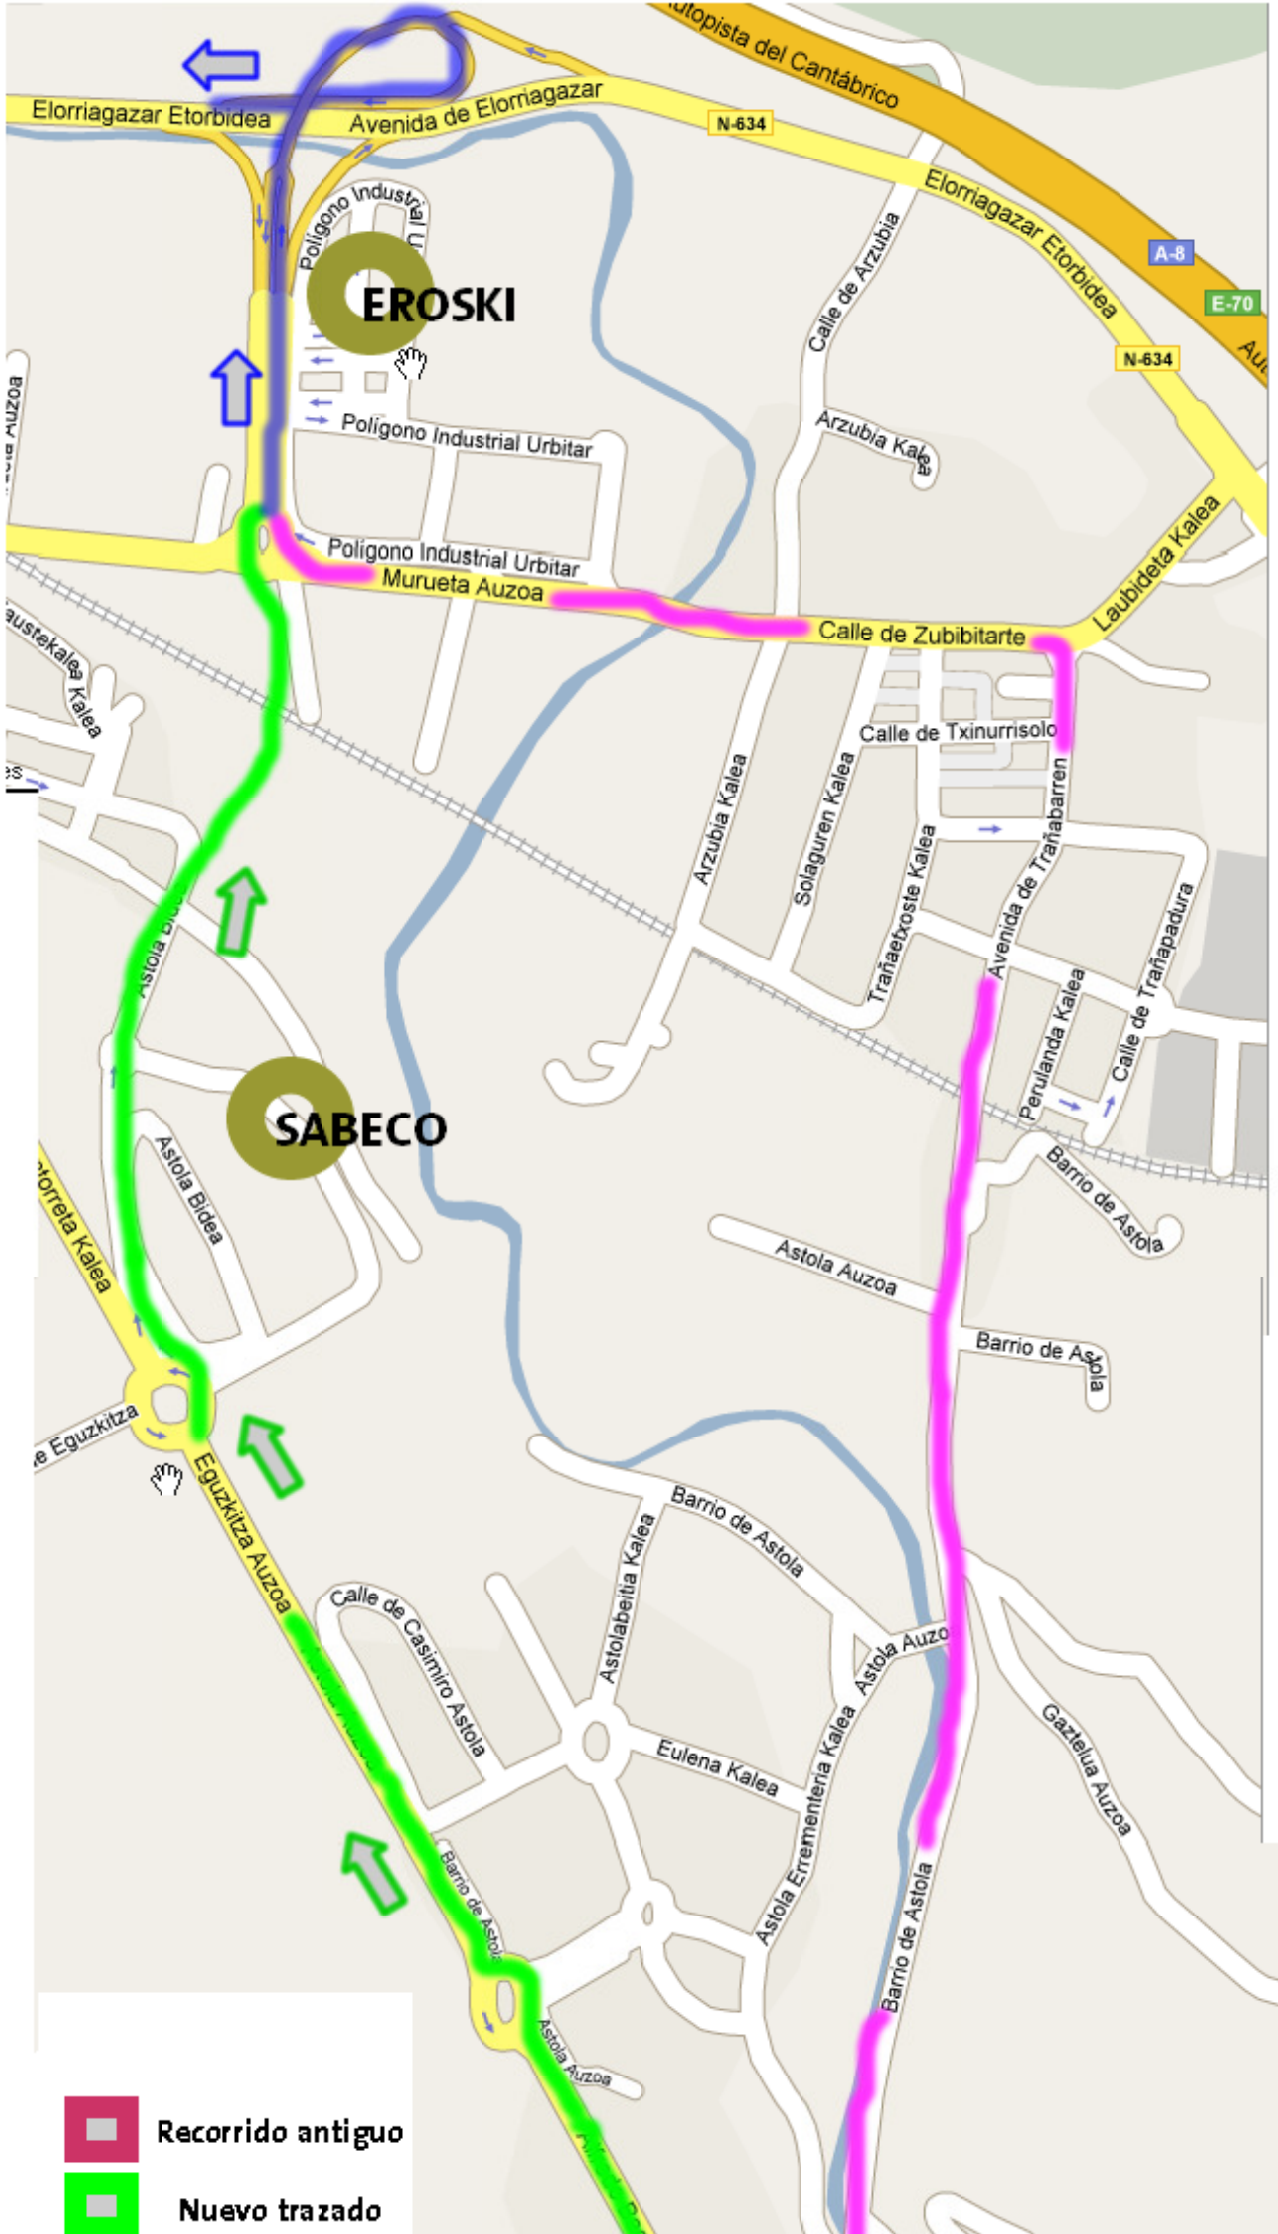 Autopista del Cantábrico
Elorriagazar Etorbidea
Avenida de Elorriagazar
N-634
Elorriagazar Etorbidea
A-8
E-70
N-634
Polígono Industrial U
EROSKI
Calle de Arzubia
Arzubia Kalea
Polígono Industrial Urbitar
Polígono Industrial Urbitar
Murueta Auzoa
Calle de Zubibitarte
Laubideta Kalea
Calle de Txinurrisolo
Arzubia Kalea
Solaguren Kalea
Trañaetxoste Kalea
Avenida de Trañabarren
Calle de Trañapadura
Perulanda Kalea
Kalea
Astola Bidea
SABECO
Astola Bidea
Barrio de Astola
Astola Auzoa
Barrio de Astola
Kalea
Eguzkitza
Eguzkitza Auzoa
Barrio de Astola
Astolabeitia Kalea
Calle de Casimiro Astola
Astola Auzoa
Astola Auzo
Gaztelua Auzoa
Eulena Kalea
Astola Errementeria Kalea
Barrio de Astola
Barrio de Astola
Astola Auzoa
Recorrido antiguo
Nuevo trazado